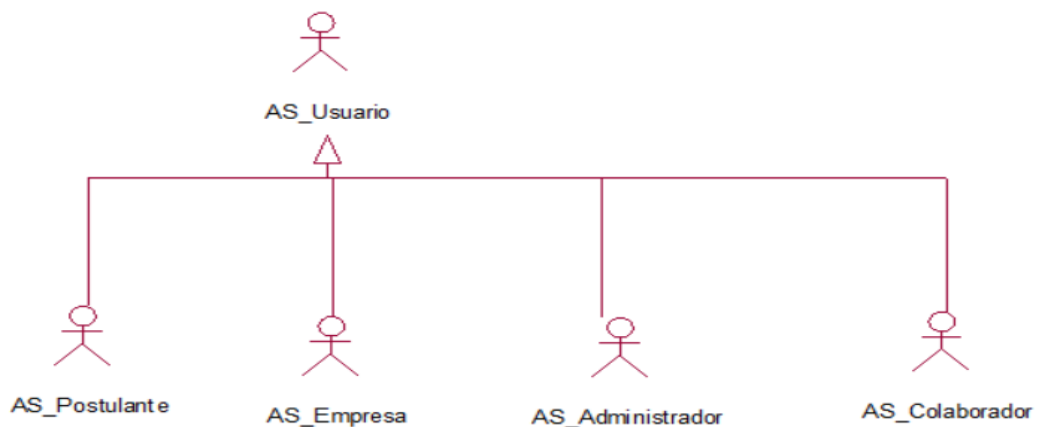 AS_Usuario
AS_Postulante
AS_Empresa
AS_Administrador
AS_Colaborador